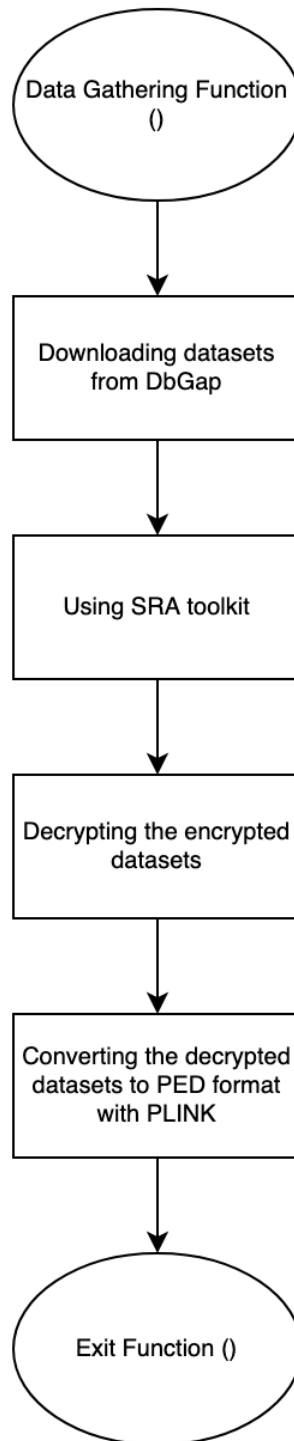 Data Gathering Function
()
Downloading datasets
from DbGap
Using SRA toolkit
Decrypting the encrypted
datasets
Converting the decrypted
datasets to PED format
with PLINK
Exit Function ()